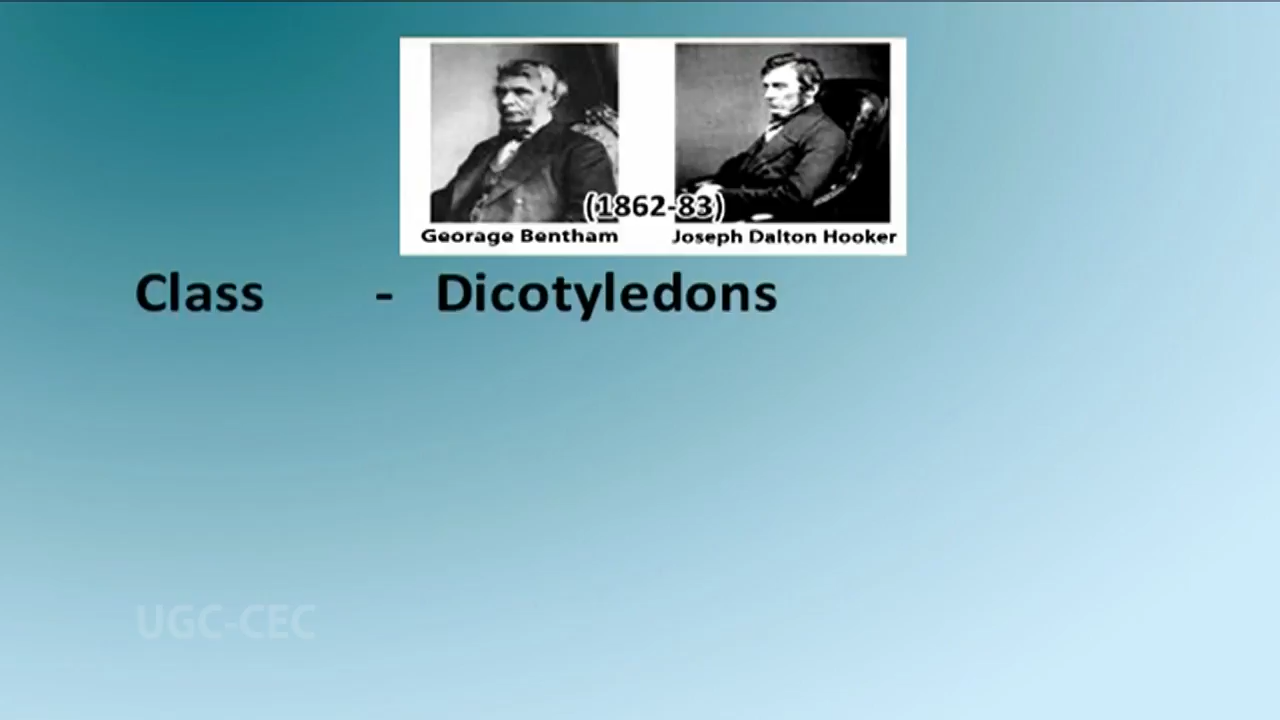 (1862-83)
Georage Bentham Joseph Dalton Hooker
Class - Dicotyledons
UGC-CEC